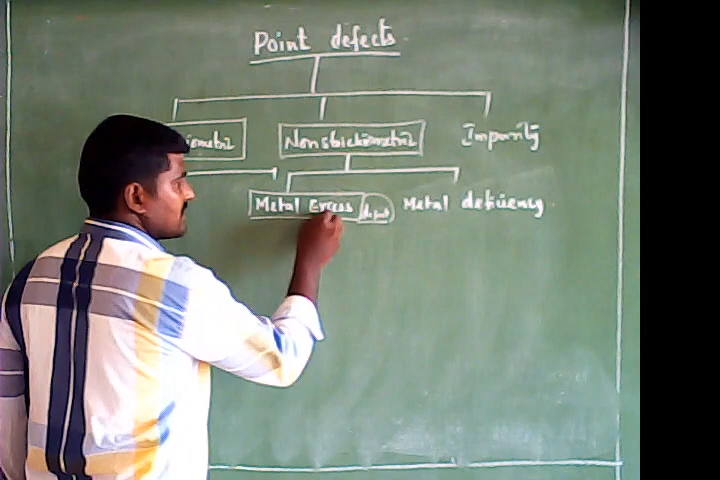 Point defects
Nonstoichiometric Impurity
Metal Excess Metal deficiency